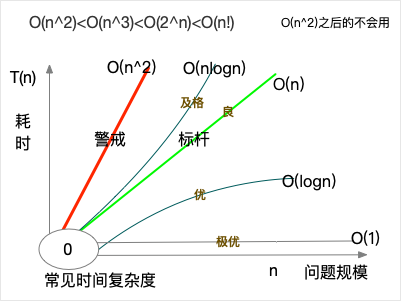 O(n^2)<O(n^3)<O(2^n)<O(n!)
O(n^2)之后的不会用
O(n^2)
O(nlogn)
T(n)
O(n)
及格
良
耗时
警戒
标杆
O(logn)
优
O(1)
极优
0
n
问题规模
常见时间复杂度